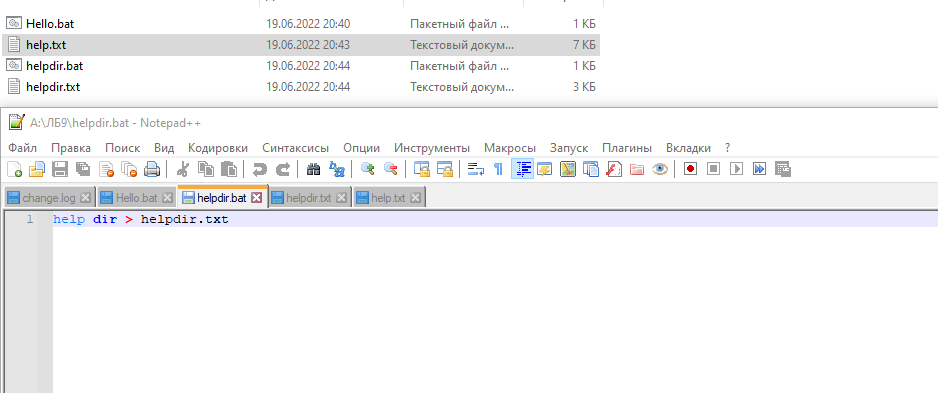 Hello.bat 19.06.2022 20:40 Пакетный файл ... 1 КБ
help.txt 19.06.2022 20:43 Текстовый докум... 7 КБ
helpdir.bat 19.06.2022 20:44 Пакетный файл ... 1 КБ
helpdir.txt 19.06.2022 20:44 Текстовый докум... 3 КБ
A:\ЛБ9\helpdir.bat - Notepad++
Файл Правка Поиск Вид Кодировки Синтаксисы Опции Инструменты Макросы Запуск Плагины Вкладки ?
change.log Hello.bat helpdir.bat helpdir.txt help.txt
1 help dir > helpdir.txt